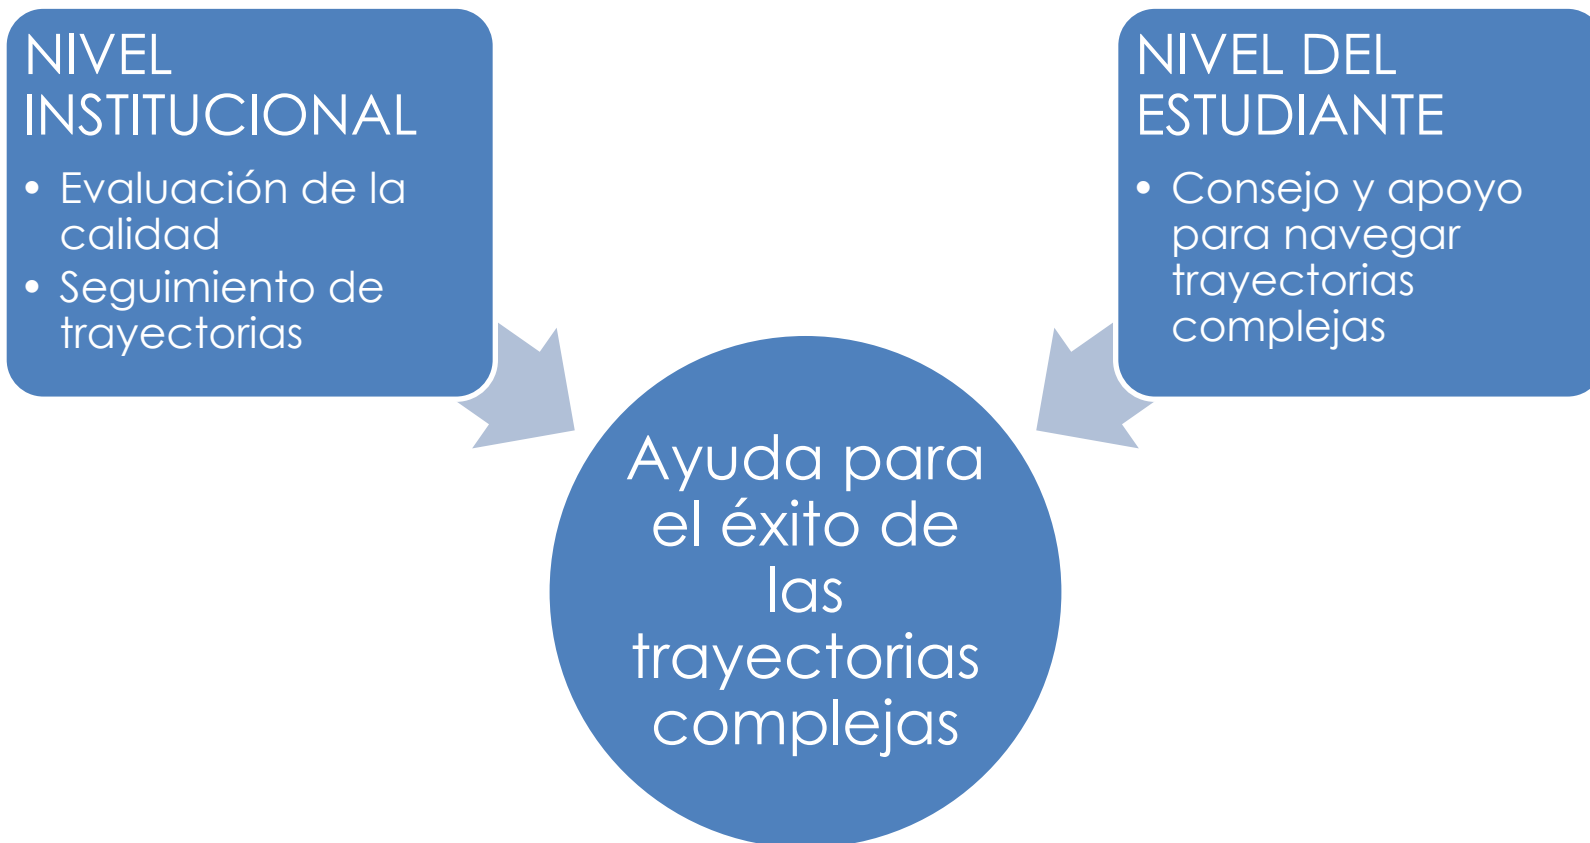 NIVEL
INSTITUCIONAL
• Evaluación de la
calidad
• Seguimiento de
trayectorias
NIVEL DEL
ESTUDIANTE
• Consejo y apoyo
para navegar
trayectorias
complejas
Ayuda para
el éxito de
las
trayectorias
complejas